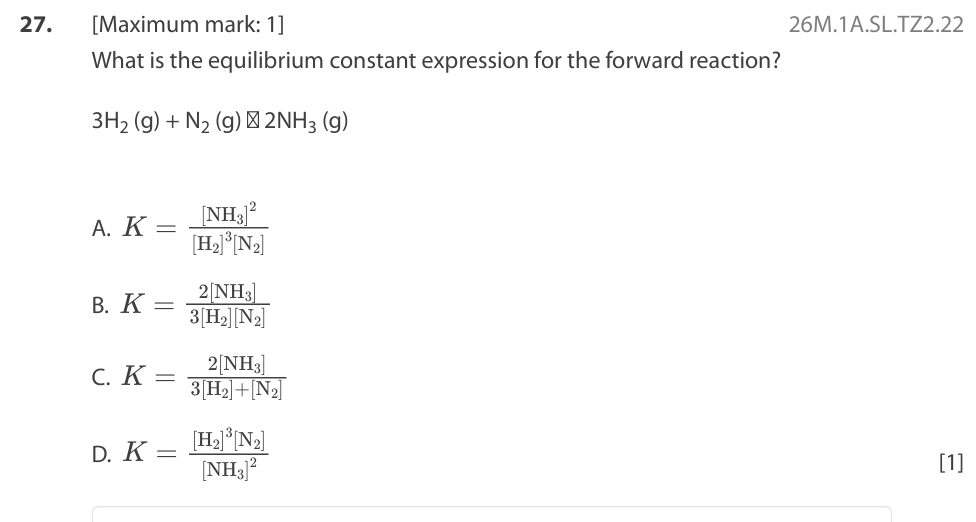 27. [Maximum mark: 1] 26M.1A.SL.TZ2.22
What is the equilibrium constant expression for the forward reaction?
3H₂ (g) + N₂ (g) ⍰ 2NH₃ (g)
A. K = [NH₃]² / [H₂]³[N₂]
B. K = 2[NH₃] / 3[H₂][N₂]
C. K = 2[NH₃] / 3[H₂]+[N₂]
D. K = [H₂]³[N₂] / [NH₃]²
[1]